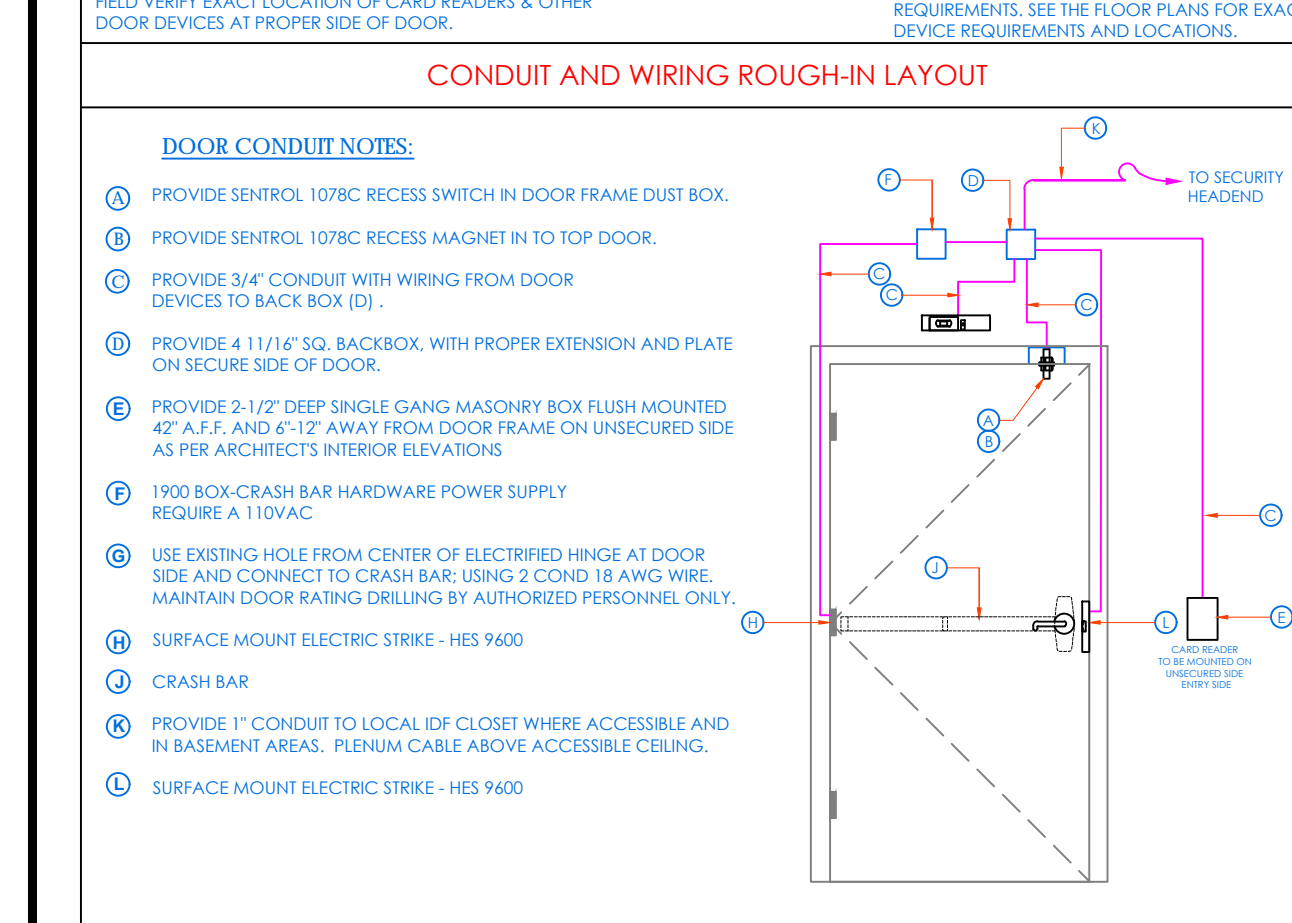 FIELD VERIFY EXACT LOCATION OF CARD READERS & OTHER
DOOR DEVICES AT PROPER SIDE OF DOOR.
REQUIREMENTS. SEE THE FLOOR PLANS FOR
DEVICE REQUIREMENTS AND LOCATIONS.
CONDUIT AND WIRING ROUGH-IN LAYOUT
DOOR CONDUIT NOTES:
A PROVIDE SENTROL 1078C RECESS SWITCH IN DOOR FRAME DUST BOX.
B PROVIDE SENTROL 1078C RECESS MAGNET IN TO TOP DOOR.
C PROVIDE 3/4" CONDUIT WITH WIRING FROM DOOR
DEVICES TO BACK BOX (D) .
D PROVIDE 4 11/16" SQ. BACKBOX, WITH PROPER EXTENSION AND PLATE
ON SECURE SIDE OF DOOR.
E PROVIDE 2-1/2" DEEP SINGLE GANG MASONRY BOX FLUSH MOUNTED
42" A.F.F. AND 6"-12" AWAY FROM DOOR FRAME ON UNSECURED SIDE
AS PER ARCHITECT'S INTERIOR ELEVATIONS
F 1900 BOX-CRASH BAR HARDWARE POWER SUPPLY
REQUIRE A 110VAC
G USE EXISTING HOLE FROM CENTER OF ELECTRIFIED HINGE AT DOOR
SIDE AND CONNECT TO CRASH BAR; USING 2 COND 18 AWG WIRE.
MAINTAIN DOOR RATING DRILLING BY AUTHORIZED PERSONNEL ONLY.
H SURFACE MOUNT ELECTRIC STRIKE - HES 9600
J CRASH BAR
K PROVIDE 1" CONDUIT TO LOCAL IDF CLOSET WHERE ACCESSIBLE AND
IN BASEMENT AREAS. PLENUM CABLE ABOVE ACCESSIBLE CEILING.
L SURFACE MOUNT ELECTRIC STRIKE - HES 9600
K
F
D
TO SECURITY
HEADEND
C
C
C
A
B
C
J
H
L
E
CARD READER
TO BE MOUNTED ON
UNSECURED SIDE
ENTRY SIDE